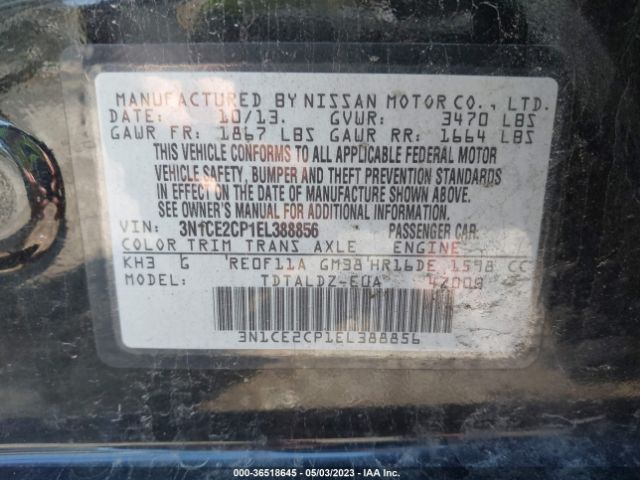 MANUFACTURED BY NISSAN MOTOR CO., LTD.
DATE: 10/13. GVWR: 3470 LBS
GAWR FR: 1867 LBS GAWR RR: 1664 LBS
THIS VEHICLE CONFORMS TO ALL APPLICABLE FEDERAL MOTOR
VEHICLE SAFETY, BUMPER AND THEFT PREVENTION STANDARDS
IN EFFECT ON THE DATE OF MANUFACTURE SHOWN ABOVE.
SEE OWNER'S MANUAL FOR ADDITIONAL INFORMATION.
VIN: 3N1CE2CP1EL388856 PASSENGER CAR
COLOR TRIM TRANS AXLE ENGINE
KH3 G RE0F11A GM38 HR16DE 1598 CC
MODEL: TDTALDZ-EUA 42008
3N1CE2CP1EL388856
000-36518645 - 05/03/2023 - IAA Inc.